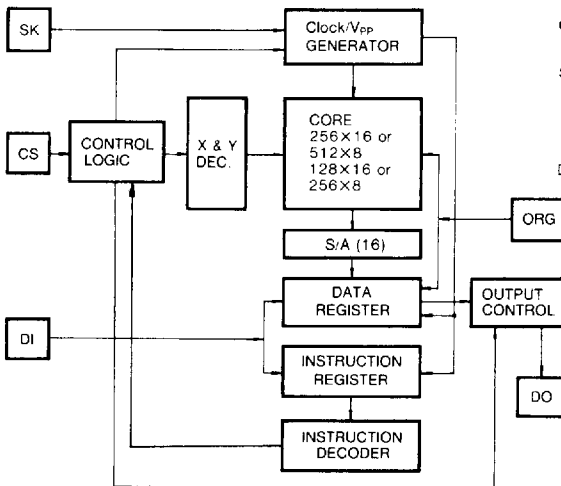 SK
Clock/VPP
GENERATOR
CS
CONTROL
LOGIC
X & Y
DEC.
CORE
256×16 or
512×8
128×16 or
256×8
ORG
S/A (16)
DATA
REGISTER
OUTPUT
CONTROL
DI
INSTRUCTION
REGISTER
DO
INSTRUCTION
DECODER